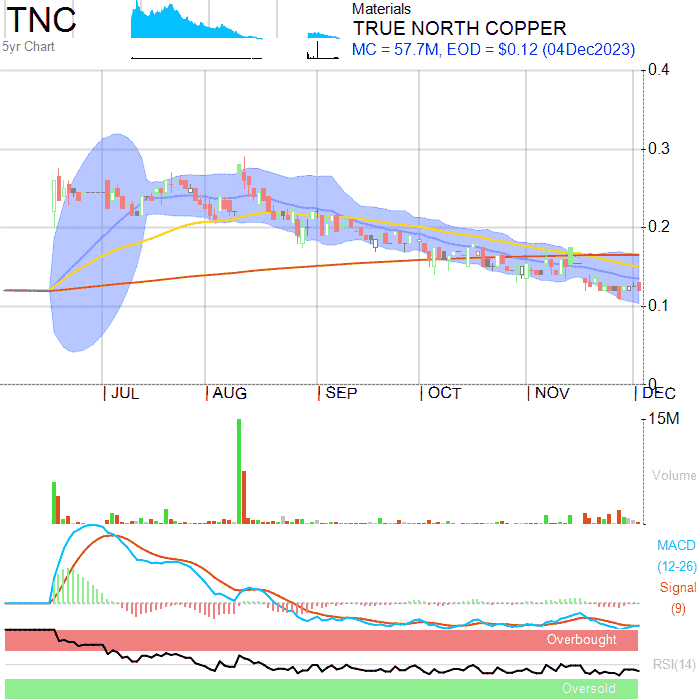 TNC
5yr Chart
Materials
TRUE NORTH COPPER
MC = 57.7M, EOD = $0.12 (04Dec2023)
0.4
0.3
0.2
0.1
0
JUL AUG SEP OCT NOV DEC
15M
Volume
MACD
(12-26)
Signal
(9)
Overbought
RSI(14)
Oversold